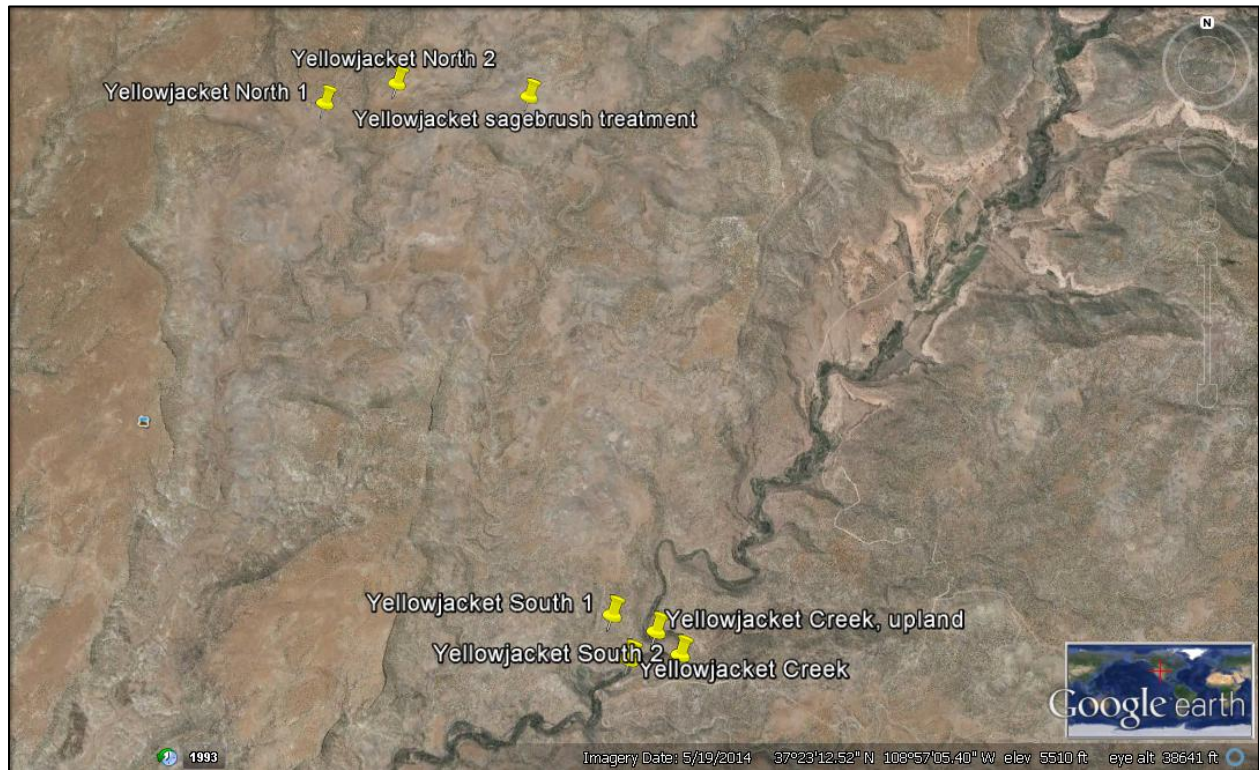 N
Yellowjacket North 2
Yellowjacket North 1
Yellowjacket sagebrush treatment
Yellowjacket South 1
Yellowjacket Creek, upland
Yellowjacket South 2
Yellowjacket Creek
Google earth
1993
Imagery Date: 5/19/2014 37°23'12.52" N 108°57'05.40" W elev 5510 ft eye alt 38641 ft